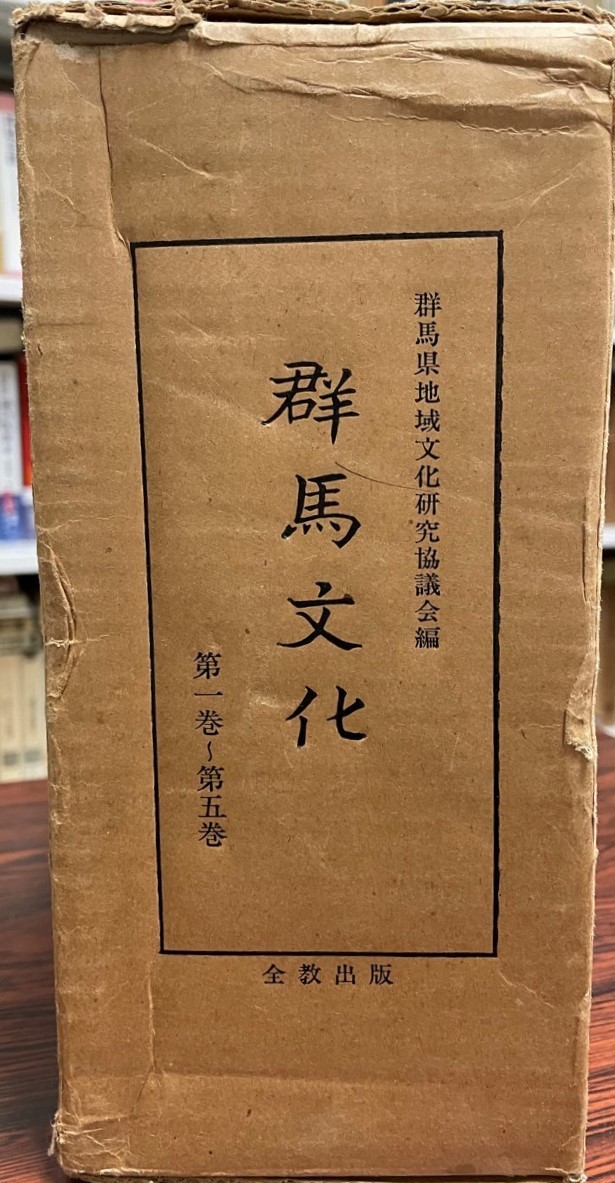 群馬県地域文化研究協議会編
群馬文化
第一巻~第五巻
全教出版